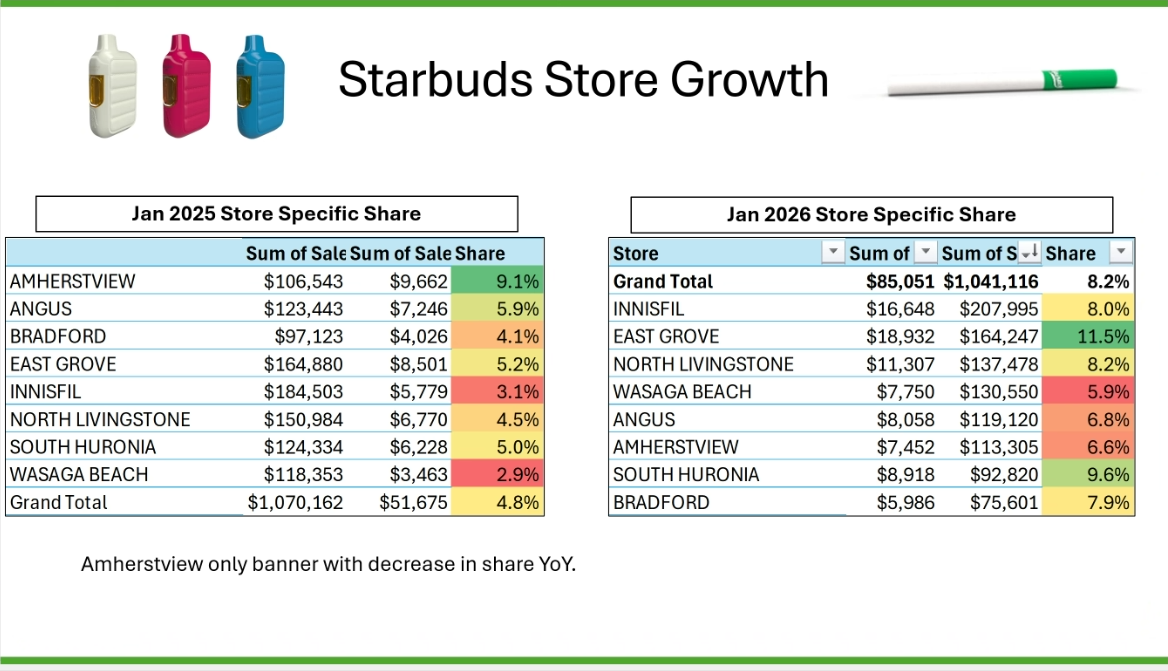 Starbuds Store Growth
Jan 2025 Store Specific Share
Sum of Sale Sum of Sale Share
AMHERSTVIEW $106,543 $9,662 9.1%
ANGUS $123,443 $7,246 5.9%
BRADFORD $97,123 $4,026 4.1%
EAST GROVE $164,880 $8,501 5.2%
INNISFIL $184,503 $5,779 3.1%
NORTH LIVINGSTONE $150,984 $6,770 4.5%
SOUTH HURONIA $124,334 $6,228 5.0%
WASAGA BEACH $118,353 $3,463 2.9%
Grand Total $1,070,162 $51,675 4.8%
Jan 2026 Store Specific Share
Store Sum of Sum of S Share
Grand Total $85,051 $1,041,116 8.2%
INNISFIL $16,648 $207,995 8.0%
EAST GROVE $18,932 $164,247 11.5%
NORTH LIVINGSTONE $11,307 $137,478 8.2%
WASAGA BEACH $7,750 $130,550 5.9%
ANGUS $8,058 $119,120 6.8%
AMHERSTVIEW $7,452 $113,305 6.6%
SOUTH HURONIA $8,918 $92,820 9.6%
BRADFORD $5,986 $75,601 7.9%
Amherstview only banner with decrease in share YoY.